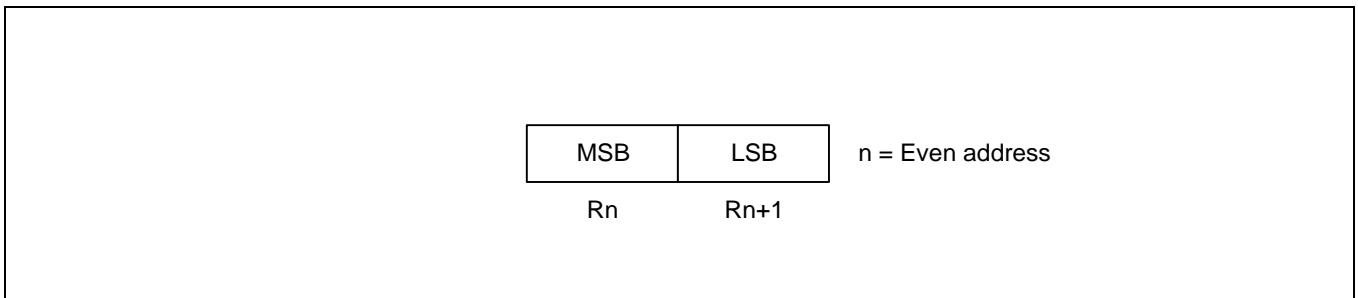 MSB LSB n = Even address
Rn Rn+1